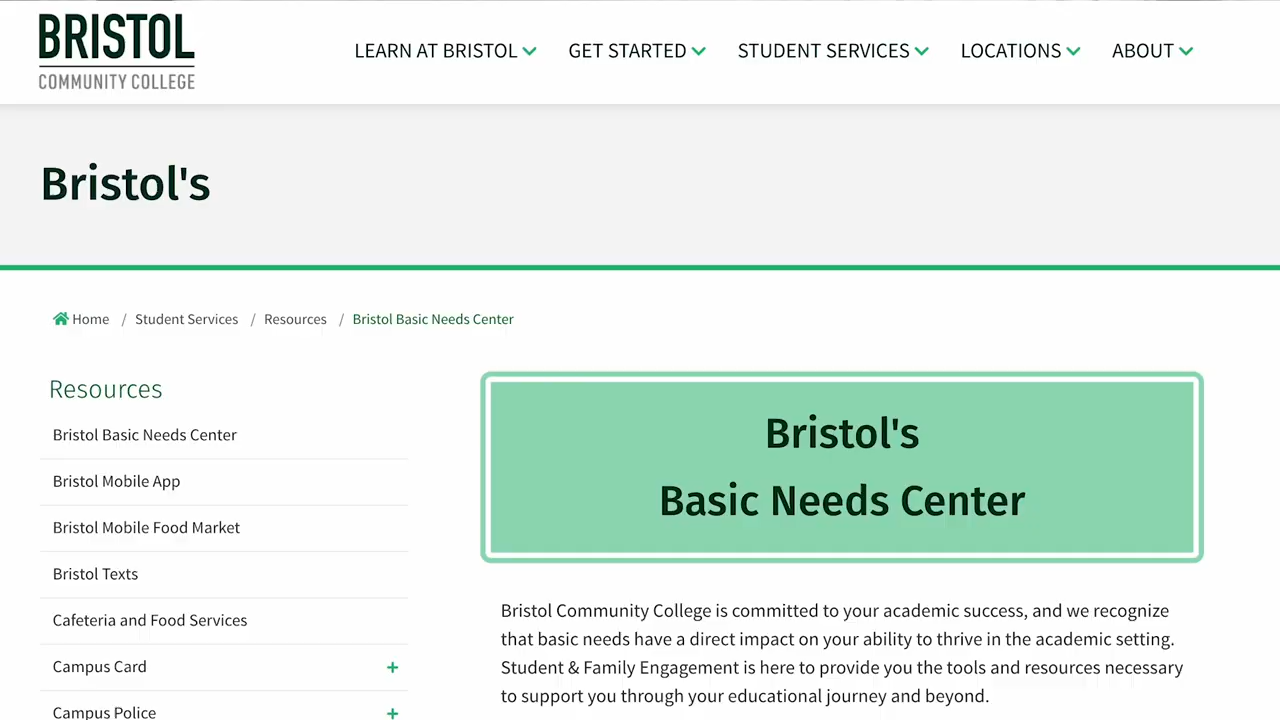 BRISTOL
COMMUNITY COLLEGE
LEARN AT BRISTOL
GET STARTED
STUDENT SERVICES
LOCATIONS
ABOUT
Bristol's
Home / Student Services / Resources / Bristol Basic Needs Center
Resources
Bristol Basic Needs Center
Bristol Mobile App
Bristol Mobile Food Market
Bristol Texts
Cafeteria and Food Services
Campus Card +
Campus Police +
Bristol's
Basic Needs Center
Bristol Community College is committed to your academic success, and we recognize
that basic needs have a direct impact on your ability to thrive in the academic setting.
Student & Family Engagement is here to provide you the tools and resources necessary
to support you through your educational journey and beyond.